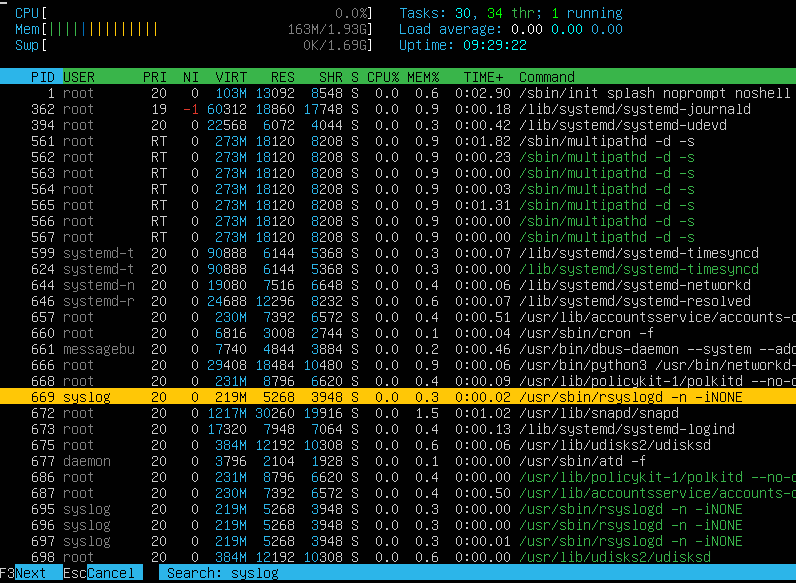 CPU[ 0.0%] Tasks: 30, 34 thr; 1 running
Mem[|||||||||||||| 163M/1.93G] Load average: 0.00 0.00 0.00
Swp[ 0K/1.69G] Uptime: 09:29:22
PID USER PRI NI VIRT RES SHR S CPU% MEM% TIME+ Command
1 root 20 0 103M 13092 8548 S 0.0 0.6 0:02.90 /sbin/init splash noprompt noshell
362 root 19 -1 60312 18860 17748 S 0.0 0.9 0:00.18 /lib/systemd/systemd-journald
394 root 20 0 22568 6072 4044 S 0.0 0.3 0:00.42 /lib/systemd/systemd-udevd
561 root RT 0 273M 18120 8208 S 0.0 0.9 0:01.82 /sbin/multipathd -d -s
562 root RT 0 273M 18120 8208 S 0.0 0.9 0:00.23 /sbin/multipathd -d -s
563 root RT 0 273M 18120 8208 S 0.0 0.9 0:00.00 /sbin/multipathd -d -s
564 root RT 0 273M 18120 8208 S 0.0 0.9 0:00.03 /sbin/multipathd -d -s
565 root RT 0 273M 18120 8208 S 0.0 0.9 0:01.31 /sbin/multipathd -d -s
566 root RT 0 273M 18120 8208 S 0.0 0.9 0:00.00 /sbin/multipathd -d -s
567 root RT 0 273M 18120 8208 S 0.0 0.9 0:00.00 /sbin/multipathd -d -s
599 systemd-t 20 0 90888 6144 5368 S 0.0 0.3 0:00.07 /lib/systemd/systemd-timesyncd
624 systemd-t 20 0 90888 6144 5368 S 0.0 0.3 0:00.00 /lib/systemd/systemd-timesyncd
644 systemd-n 20 0 19080 7516 6648 S 0.0 0.4 0:00.06 /lib/systemd/systemd-networkd
646 systemd-r 20 0 24688 12296 8232 S 0.0 0.6 0:00.07 /lib/systemd/systemd-resolved
657 root 20 0 230M 7392 6572 S 0.0 0.4 0:00.51 /usr/lib/accountsservice/accounts-d
660 root 20 0 6816 3008 2744 S 0.0 0.1 0:00.04 /usr/sbin/cron -f
661 messagebu 20 0 7740 4844 3884 S 0.0 0.2 0:00.46 /usr/bin/dbus-daemon --system --add
666 root 20 0 29408 18484 10480 S 0.0 0.9 0:00.06 /usr/bin/python3 /usr/bin/networkd-
668 root 20 0 231M 8796 6620 S 0.0 0.4 0:00.09 /usr/lib/policykit-1/polkitd --no-d
669 syslog 20 0 219M 5268 3948 S 0.0 0.3 0:00.02 /usr/sbin/rsyslogd -n -iNONE
672 root 20 0 1217M 30260 19916 S 0.0 1.5 0:01.02 /usr/lib/snapd/snapd
673 root 20 0 17320 7948 7064 S 0.0 0.4 0:00.13 /lib/systemd/systemd-logind
675 root 20 0 384M 12192 10308 S 0.0 0.6 0:00.06 /usr/lib/udisks2/udisksd
677 daemon 20 0 3796 2104 1928 S 0.0 0.1 0:00.00 /usr/sbin/atd -f
686 root 20 0 231M 8796 6620 S 0.0 0.4 0:00.00 /usr/lib/policykit-1/polkitd --no-d
687 root 20 0 230M 7392 6572 S 0.0 0.4 0:00.50 /usr/lib/accountsservice/accounts-d
695 syslog 20 0 219M 5268 3948 S 0.0 0.3 0:00.00 /usr/sbin/rsyslogd -n -iNONE
696 syslog 20 0 219M 5268 3948 S 0.0 0.3 0:00.00 /usr/sbin/rsyslogd -n -iNONE
697 syslog 20 0 219M 5268 3948 S 0.0 0.3 0:00.01 /usr/sbin/rsyslogd -n -iNONE
698 root 20 0 384M 12192 10308 S 0.0 0.6 0:00.00 /usr/lib/udisks2/udisksd
F3Next EscCancel Search: syslog